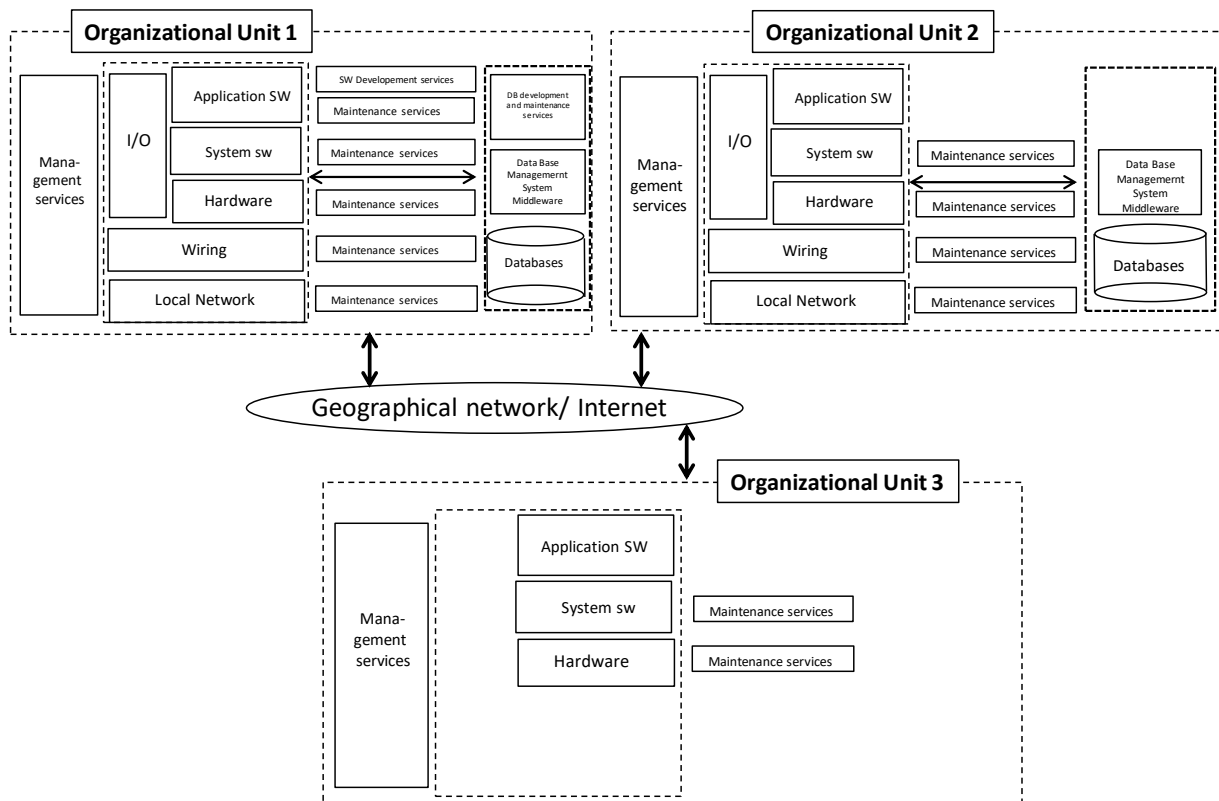 Organizational Unit 1
Mana-
gement
services
I/O
Application SW
System sw
Hardware
Wiring
Local Network
SW Developement services
Maintenance services
Maintenance services
Maintenance services
Maintenance services
Maintenance services
DB development
and maintenance
services
Data Base
Managemernt
System
Middleware
Databases
Organizational Unit 2
Mana-
gement
services
I/O
Application SW
System sw
Hardware
Wiring
Local Network
Maintenance services
Maintenance services
Maintenance services
Maintenance services
Data Base
Managemernt
System
Middleware
Databases
Geographical network/ Internet
Organizational Unit 3
Mana-
gement
services
Application SW
System sw
Hardware
Maintenance services
Maintenance services